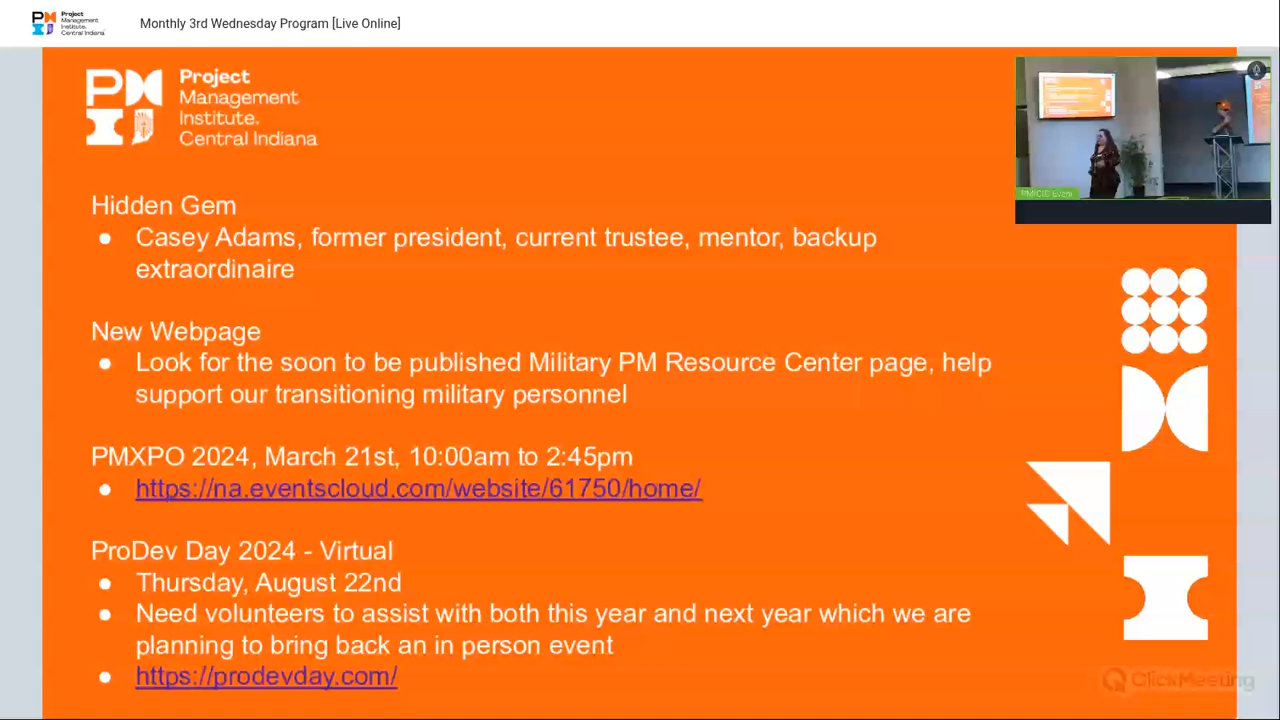 Project
Management
Institute.
Central Indiana
Monthly 3rd Wednesday Program [Live Online]
Project
Management
Institute.
Central Indiana
Hidden Gem
● Casey Adams, former president, current trustee, mentor, backup
extraordinaire
New Webpage
● Look for the soon to be published Military PM Resource Center page, help
support our transitioning military personnel
PMXPO 2024, March 21st, 10:00am to 2:45pm
● https://na.eventscloud.com/website/61750/home/
ProDev Day 2024 - Virtual
● Thursday, August 22nd
● Need volunteers to assist with both this year and next year which we are
planning to bring back an in person event
● https://prodevday.com/
ClickMeeting